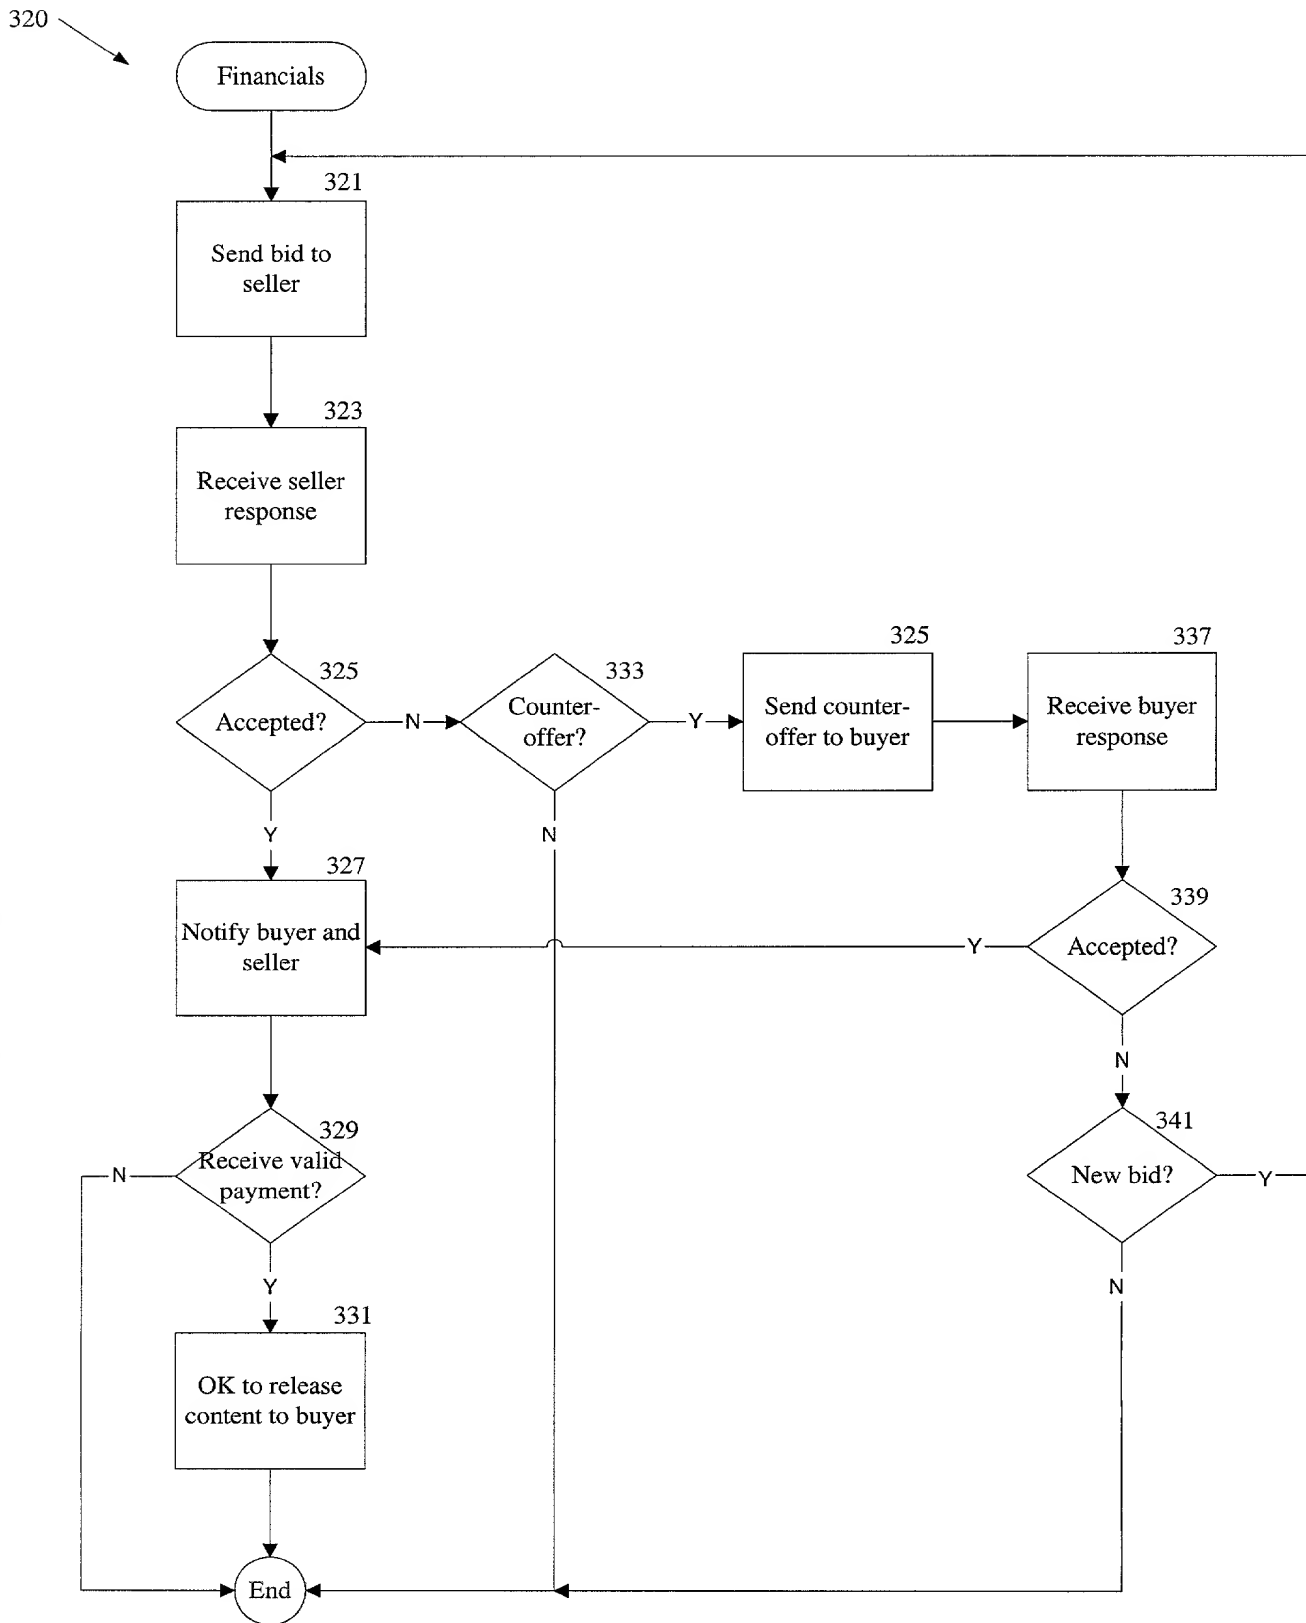 320
Financials
321
Send bid to
seller
323
Receive seller
response
325
Accepted?
N
333
Counter-
offer?
Y
325
Send counter-
offer to buyer
337
Receive buyer
response
Y
N
327
Notify buyer and
seller
Y
339
Accepted?
N
329
Receive valid
payment?
N
341
New bid?
Y
Y
N
331
OK to release
content to buyer
End